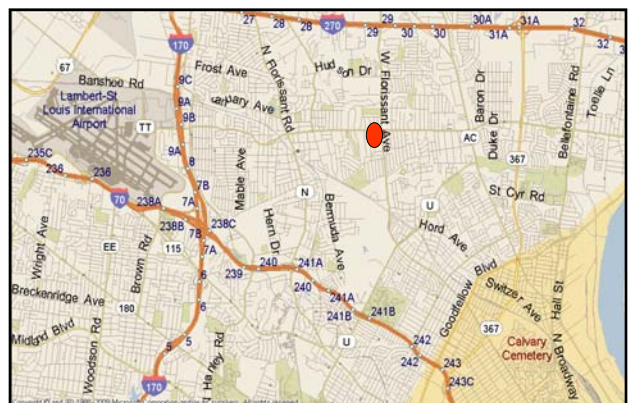 170
27
28
28
270
29
29
30
30
30A
31A
31A
32
32
67
Banshoe Rd
Frost Ave
N Florissant Rd
Hudson Dr
W Florissant Ave
Baron Dr
Duke Dr
Bellefontaine Rd
Toelle Ln
Lambert-St
Louis International
Airport
TT
9C
9A
9B
9A
8
AC
367
235C
236
236
70
238A
7B
7A
238C
238B
7B
7A
Mable Ave
N
Bermuda Ave
U
St Cyr Rd
Hord Ave
Wright Ave
EE
115
Brown Rd
Hern Dr
239
240
241A
240
241A
241B
241B
Goodfellow Blvd
Switzer Ave
N Hall St
Breckenridge Ave
180
6
6
5
5
Midland Blvd
Woodson Rd
N Hanley Rd
170
U
242
242
243
243C
367
Calvary
Cemetery
N Broadway